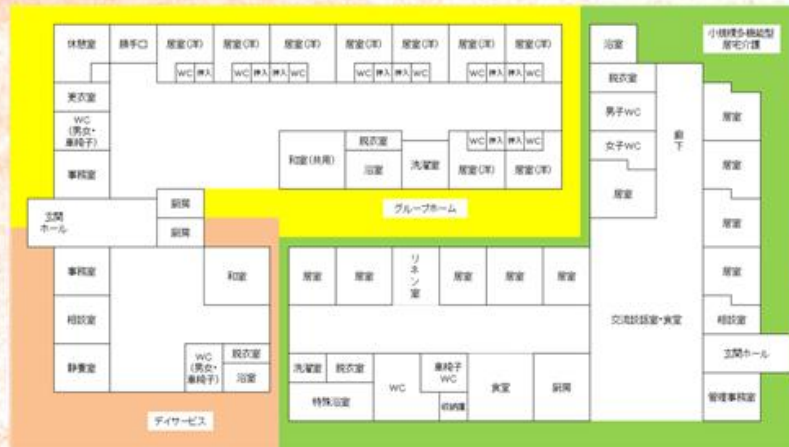 休憩室 勝手口 居室(洋) 居室(洋) 居室(洋) 居室(洋) 居室(洋) 居室(洋) 居室(洋)
WC 押入 WC 押入 押入 WC WC 押入 押入 WC WC 押入 押入 WC
更衣室
WC
(男女・
車椅子)
事務室
和室(共用)
脱衣室
浴室
洗濯室
WC 押入 押入 WC
居室(洋) 居室(洋)
玄関
ホール
厨房
グループホーム
厨房
事務室
相談室
静養室
和室
WC
(男女・
車椅子)
脱衣室
浴室
デイサービス
小規模多機能型
居宅介護
浴室
脱衣室
男子WC
女子WC
居室
廊下
居室
居室
居室
居室
相談室
玄関ホール
管理事務室
交流談話室・食堂
居室 居室 リネン室 居室 居室 居室
洗濯室 脱衣室
特殊浴室
WC
車椅子
WC
収納庫
食堂
厨房